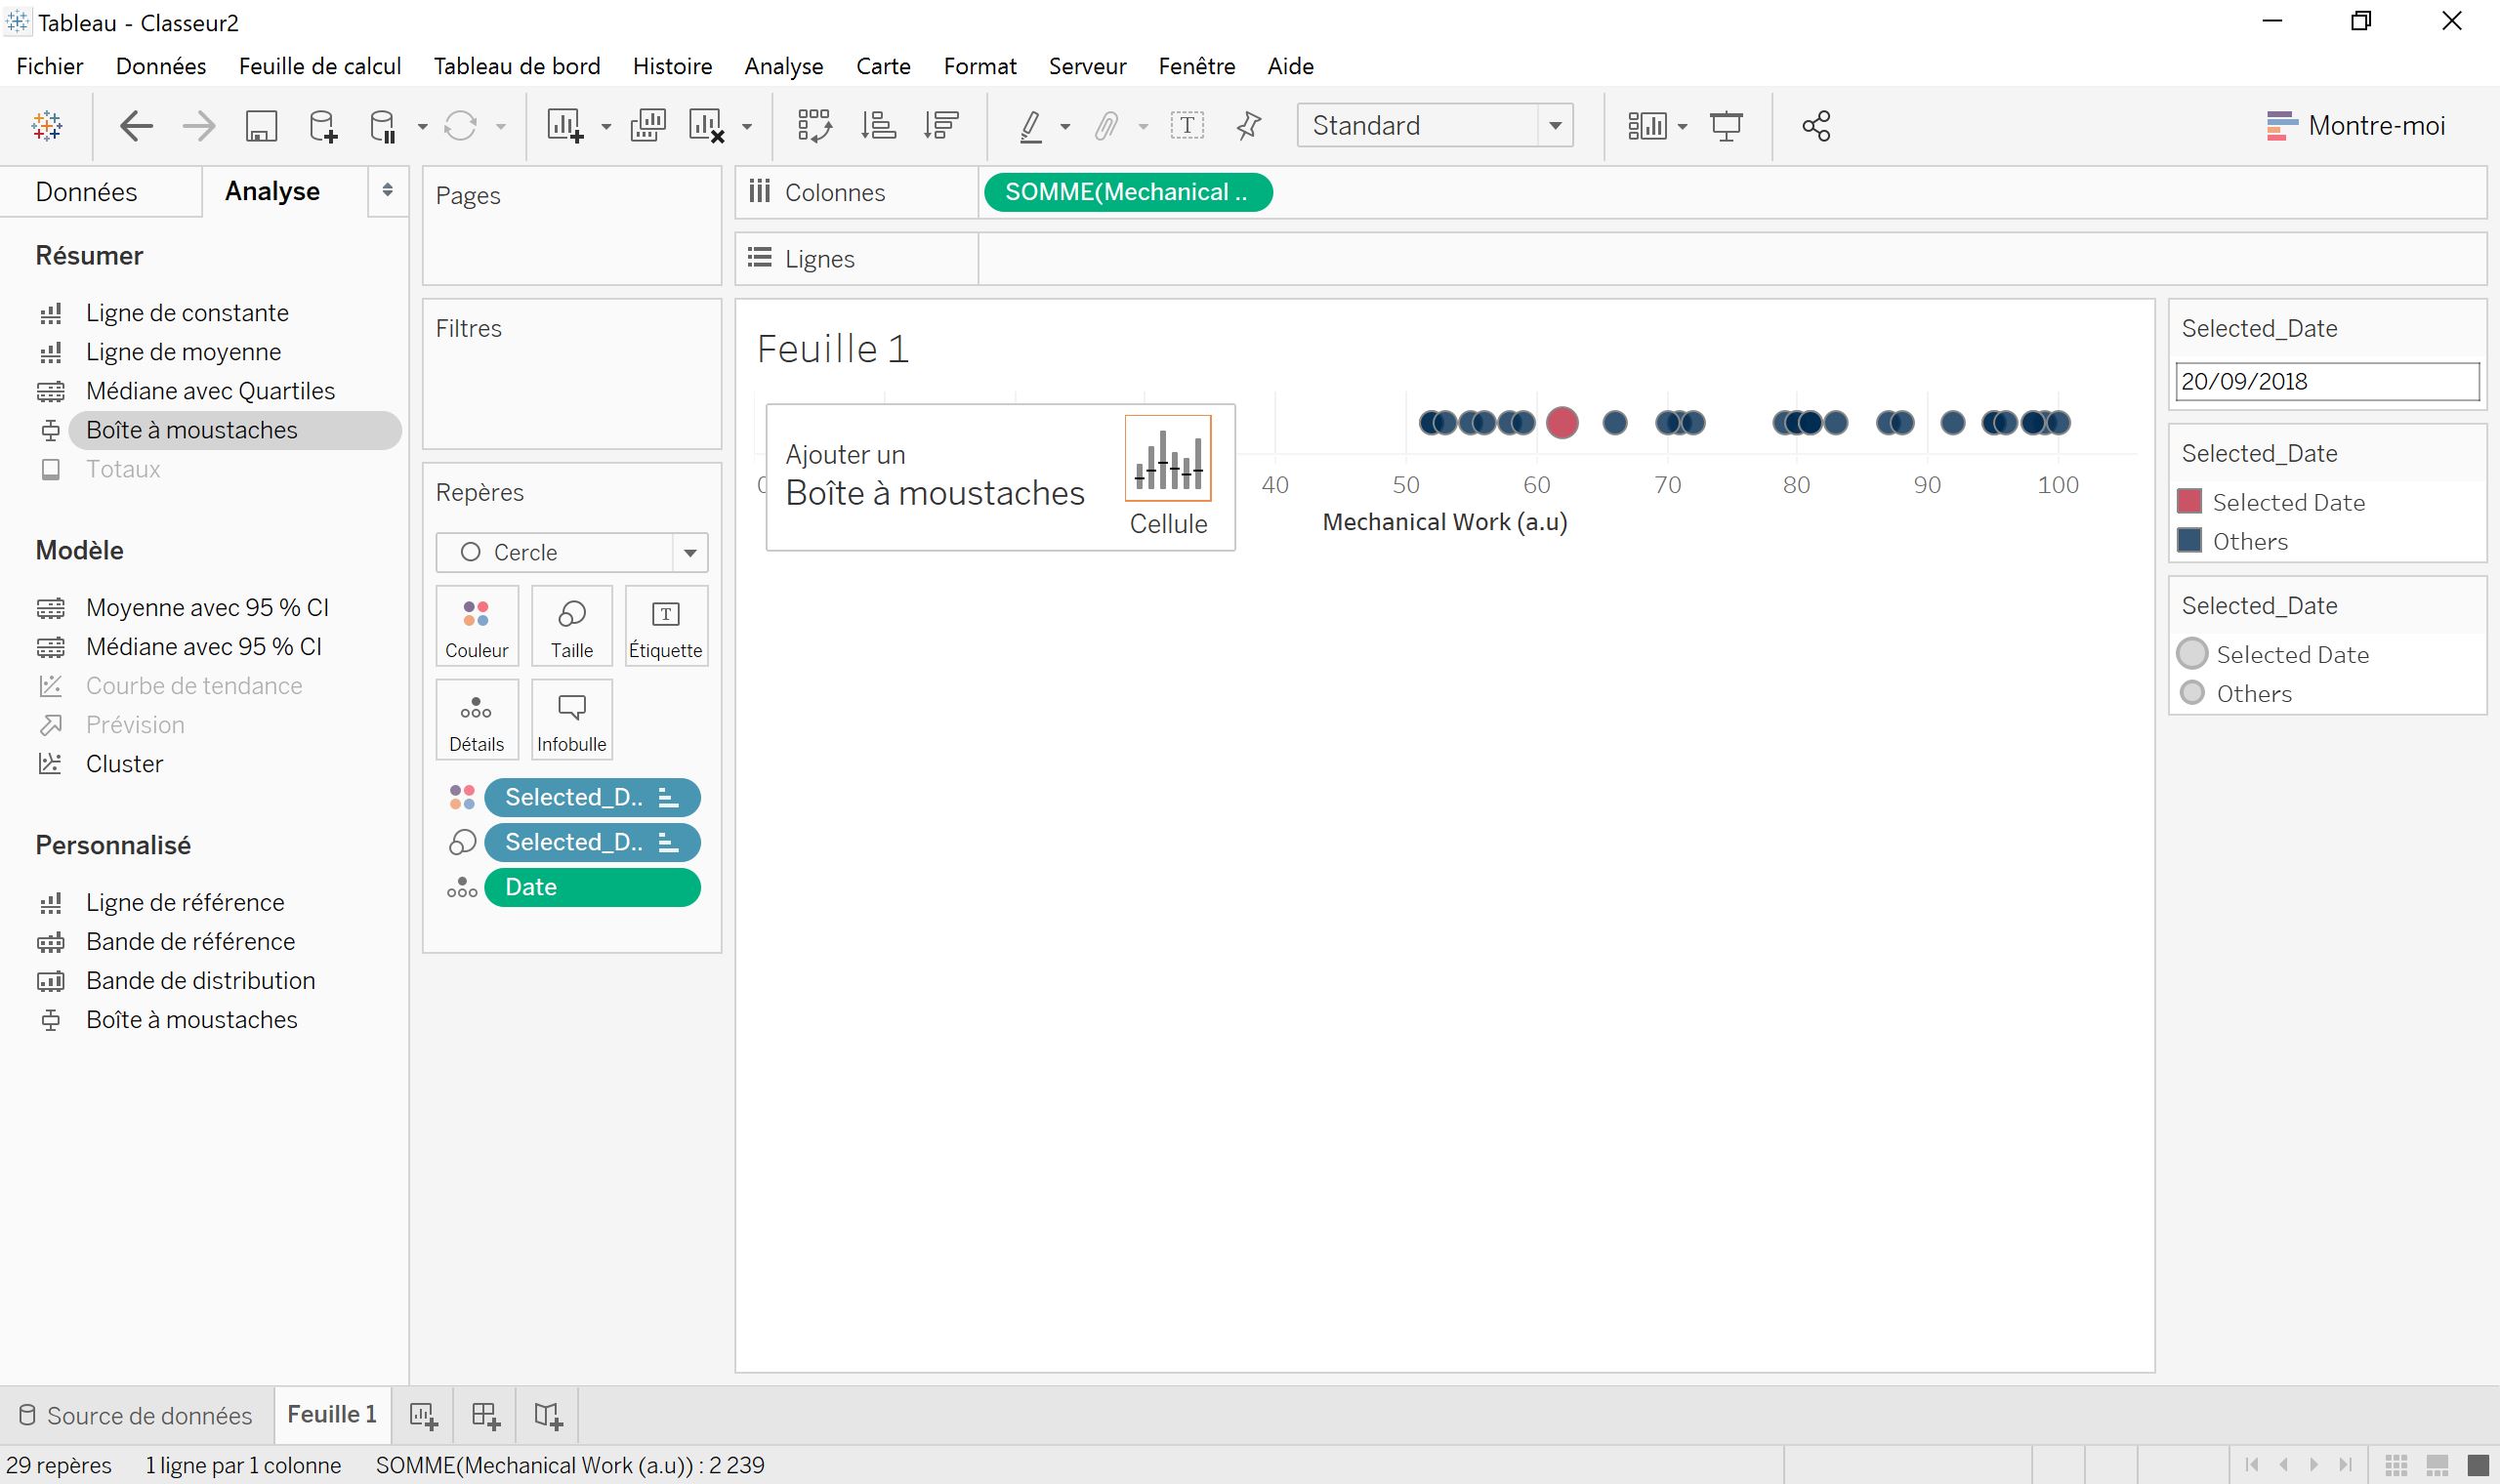 Tableau - Classeur2
Fichier Données Feuille de calcul Tableau de bord Histoire Analyse Carte Format Serveur Fenêtre Aide
Standard
Montre-moi
Données Analyse
Résumer
Ligne de constante
Ligne de moyenne
Médiane avec Quartiles
Boîte à moustaches
Totaux
Modèle
Moyenne avec 95 % CI
Médiane avec 95 % CI
Courbe de tendance
Prévision
Cluster
Personnalisé
Ligne de référence
Bande de référence
Bande de distribution
Boîte à moustaches
Pages
Filtres
Repères
Cercle
Couleur Taille Étiquette
T
Détails Infobulle
Selected_D..
Selected_D..
Date
Colonnes SOMME(Mechanical ..
Lignes
Feuille 1
Ajouter un
Boîte à moustaches
Cellule
40 50 60 70 80 90 100
Mechanical Work (a.u)
Selected_Date
20/09/2018
Selected_Date
Selected Date
Others
Selected_Date
Selected Date
Others
Source de données Feuille 1
29 repères 1 ligne par 1 colonne SOMME(Mechanical Work (a.u)) : 2 239